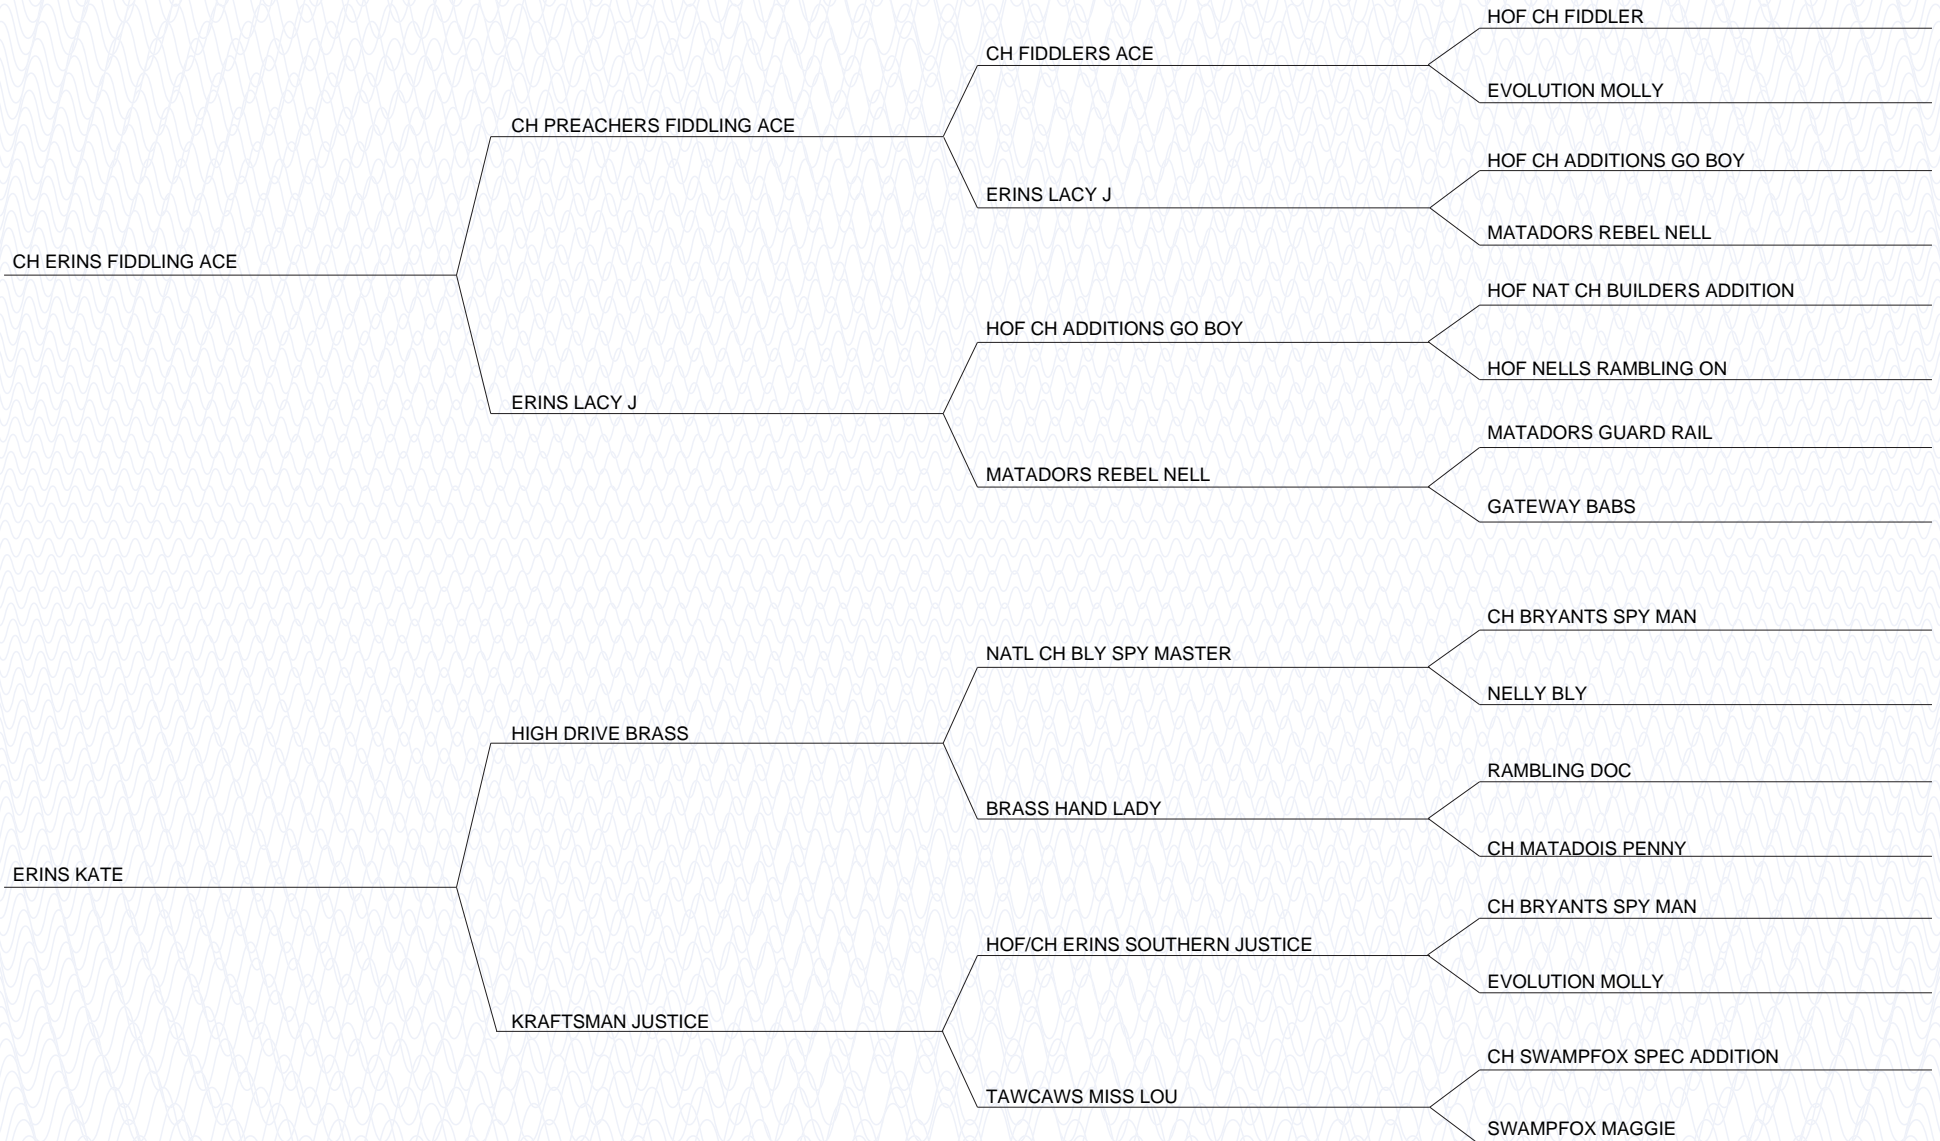 HOF CH FIDDLER
CH FIDDLERS ACE
EVOLUTION MOLLY
CH PREACHERS FIDDLING ACE
HOF CH ADDITIONS GO BOY
ERINS LACY J
MATADORS REBEL NELL
CH ERINS FIDDLING ACE
HOF NAT CH BUILDERS ADDITION
HOF CH ADDITIONS GO BOY
HOF NELLS RAMBLING ON
ERINS LACY J
MATADORS GUARD RAIL
MATADORS REBEL NELL
GATEWAY BABS
CH BRYANTS SPY MAN
NATL CH BLY SPY MASTER
NELLY BLY
HIGH DRIVE BRASS
RAMBLING DOC
BRASS HAND LADY
CH MATADOIS PENNY
ERINS KATE
CH BRYANTS SPY MAN
HOF/CH ERINS SOUTHERN JUSTICE
EVOLUTION MOLLY
KRAFTSMAN JUSTICE
CH SWAMPFOX SPEC ADDITION
TAWCAWS MISS LOU
SWAMPFOX MAGGIE